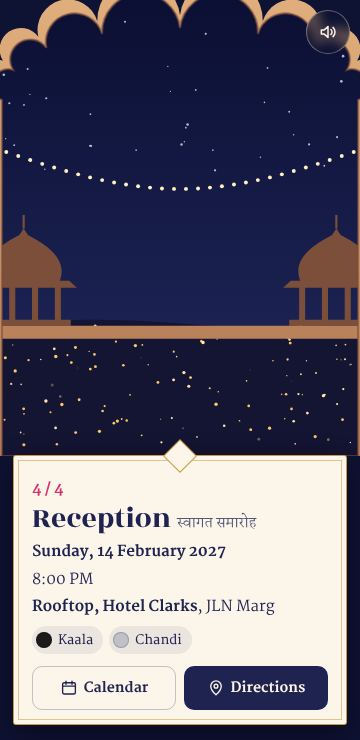 4/4
Reception स्वागत समारोह
Sunday, 14 February 2027
8:00 PM
Rooftop, Hotel Clarks, JLN Marg
Kaala Chandi
Calendar Directions